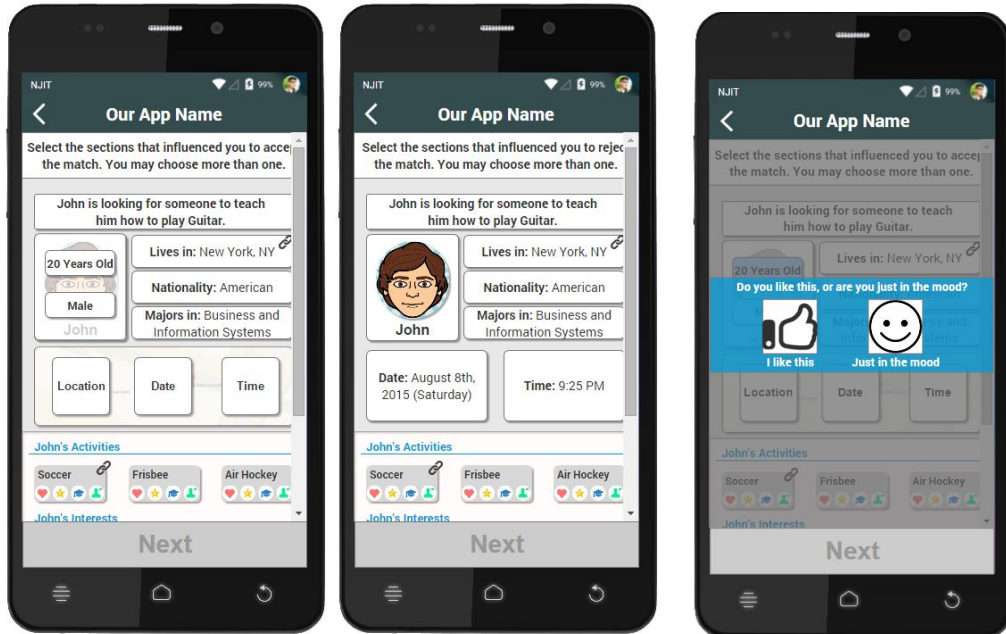 NJIT
99%
Our App Name
Select the sections that influenced you to accep
the match. You may choose more than one.
John is looking for someone to teach
him how to play Guitar.
20 Years Old
Male
John
Lives in: New York, NY
Nationality: American
Majors in: Business and
Information Systems
Location
Date
Time
John's Activities
Soccer
Frisbee
Air Hockey
John's Interests
Next
NJIT
99%
Our App Name
Select the sections that influenced you to rejec
the match. You may choose more than one.
John is looking for someone to teach
him how to play Guitar.
John
Lives in: New York, NY
Nationality: American
Majors in: Business and
Information Systems
Date: August 8th,
2015 (Saturday)
Time: 9:25 PM
John's Activities
Soccer
Frisbee
Air Hockey
John's Interests
Next
NJIT
99%
Our App Name
Select the sections that influenced you to accep
the match. You may choose more than one.
John is looking for someone to teach
him how to play Guitar.
20 Years Old
Lives in: New York, NY
Do you like this, or are you just in the mood?
Majors in: Business and
I like this
Just in the mood
Location
Date
Time
John's Activities
Soccer
Frisbee
Air Hockey
John's Interests
Next